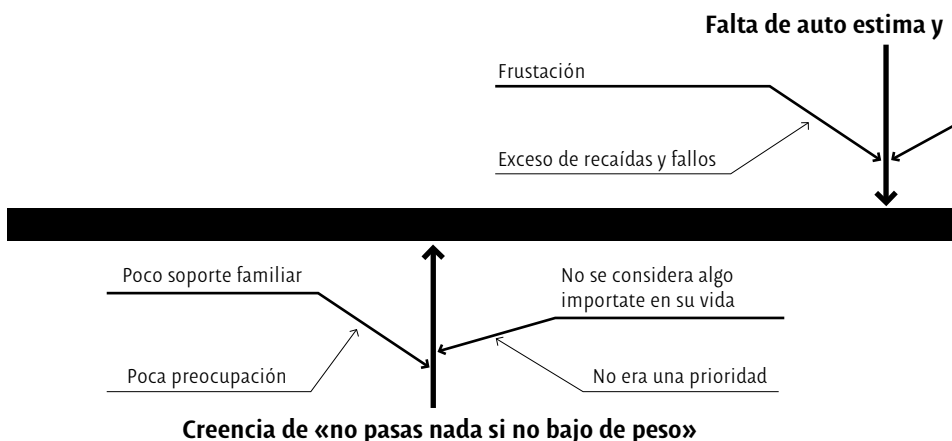 Falta de auto estima y
Frustación
Exceso de recaídas y fallos
Poco soporte familiar
No se considera algo
importate en su vida
Poca preocupación
No era una prioridad
Creencia de «no pasas nada si no bajo de peso»